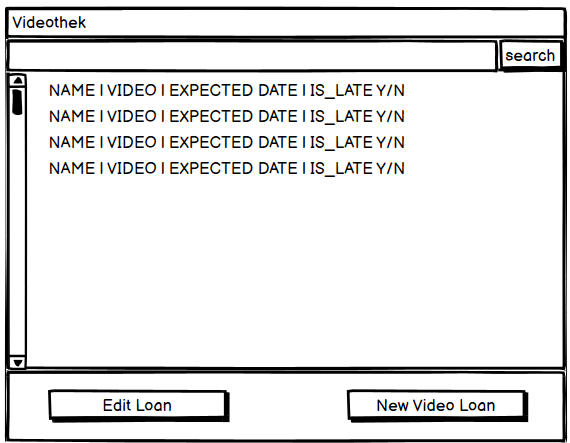 Videothek
search
NAME | VIDEO | EXPECTED DATE | IS_LATE Y/N
NAME | VIDEO | EXPECTED DATE | IS_LATE Y/N
NAME | VIDEO | EXPECTED DATE | IS_LATE Y/N
NAME | VIDEO | EXPECTED DATE | IS_LATE Y/N
Edit Loan
New Video Loan